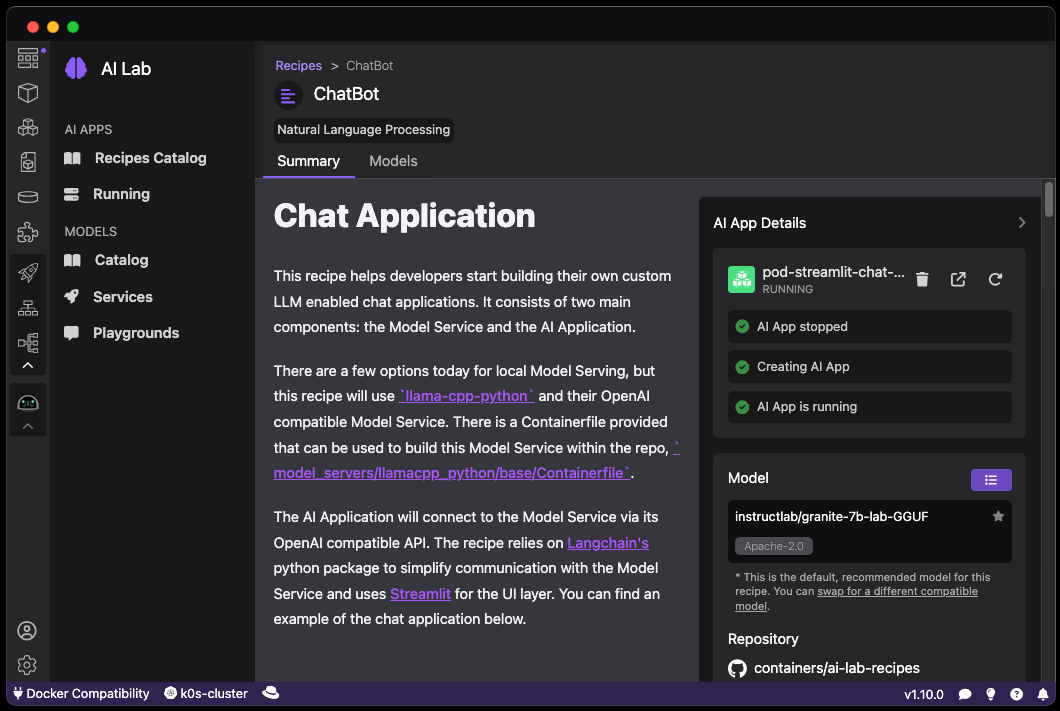 AI Lab
AI APPS
Recipes Catalog
Running
MODELS
Catalog
Services
Playgrounds
Recipes > ChatBot
ChatBot
Natural Language Processing
Summary
Models
Chat Application
This recipe helps developers start building their own custom
LLM enabled chat applications. It consists of two main
components: the Model Service and the AI Application.
There are a few options today for local Model Serving, but
this recipe will use `llama-cpp-python` and their OpenAI
compatible Model Service. There is a Containerfile provided
that can be used to build this Model Service within the repo, `
model_servers/llamacpp_python/base/Containerfile`.
The AI Application will connect to the Model Service via its
OpenAI compatible API. The recipe relies on Langchain's
python package to simplify communication with the Model
Service and uses Streamlit for the UI layer. You can find an
example of the chat application below.
AI App Details
pod-streamlit-chat-...
RUNNING
AI App stopped
Creating AI App
AI App is running
Model
instructlab/granite-7b-lab-GGUF
Apache-2.0
* This is the default, recommended model for this
recipe. You can swap for a different compatible
model.
Repository
containers/ai-lab-recipes
Docker Compatibility
k0s-cluster
v1.10.0